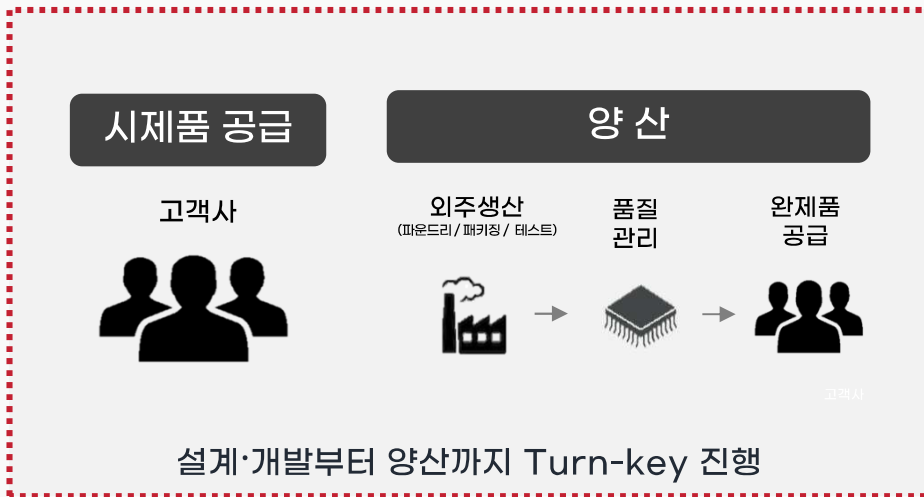 시제품 공급
양 산
고객사
외주생산
(파운드리 / 패키징 / 테스트)
품질
관리
완제품
공급
고객사
설계·개발부터 양산까지 Turn-key 진행